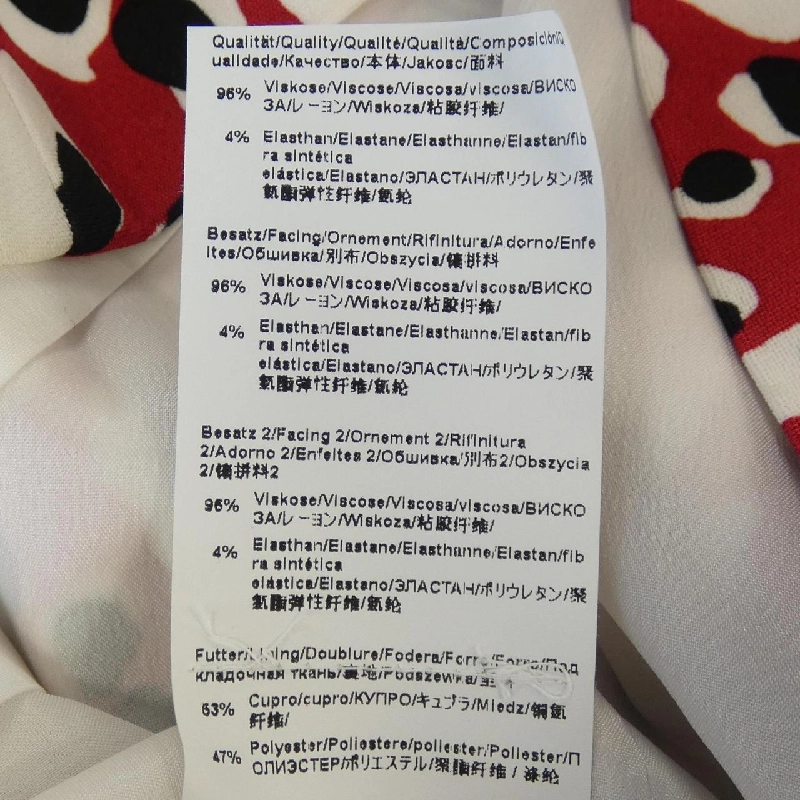 Qualität/Quality/Qualité/Qualità/Composición/Q
ualidade/Качество/本体/Jakosc/面料
96% Viskose/Viscose/Viscosa/viscosa/ВИСКО
ЗА/レーヨン/Wiskoza/粘胶纤维/
4% Elasthan/Elastane/Elasthanne/Elastan/fib
ra sintética
elástica/Elastano/ЭЛАСТАН/ポリウレタン/聚
氨酯弹性纤维/氨纶
Besatz/Facing/Ornement/Rifinitura/Adorno/Enfe
ites/Обшивка/別布/Obszycia/镶拼料
96% Viskose/Viscose/Viscosa/viscosa/ВИСКО
ЗА/レーヨン/Wiskoza/粘胶纤维/
4% Elasthan/Elastane/Elasthanne/Elastan/fib
ra sintética
elástica/Elastano/ЭЛАСТАН/ポリウレタン/聚
氨酯弹性纤维/氨纶
Besatz 2/Facing 2/Ornement 2/Rifinitura
2/Adorno 2/Enfeites 2/Обшивка/別布2/Obszycia
2/镶拼料2
96% Viskose/Viscose/Viscosa/viscosa/ВИСКО
ЗА/レーヨン/Wiskoza/粘胶纤维/
4% Elasthan/Elastane/Elasthanne/Elastan/fib
ra sintética
elástica/Elastano/ЭЛАСТАН/ポリウレタン/聚
氨酯弹性纤维/氨纶
Futter/Lining/Doublure/Fodera/Forro/Forro/Под
кладочная ткань/裏地/Podszewka/
53% Cupro/cupro/КУПРО/キュプラ/Miedz/铜氨
纤维/
47% Polyester/Poliestere/poliester/Poliester/П
ОЛИЭСТЕР/ポリエステル/聚酯纤维 / 涤纶